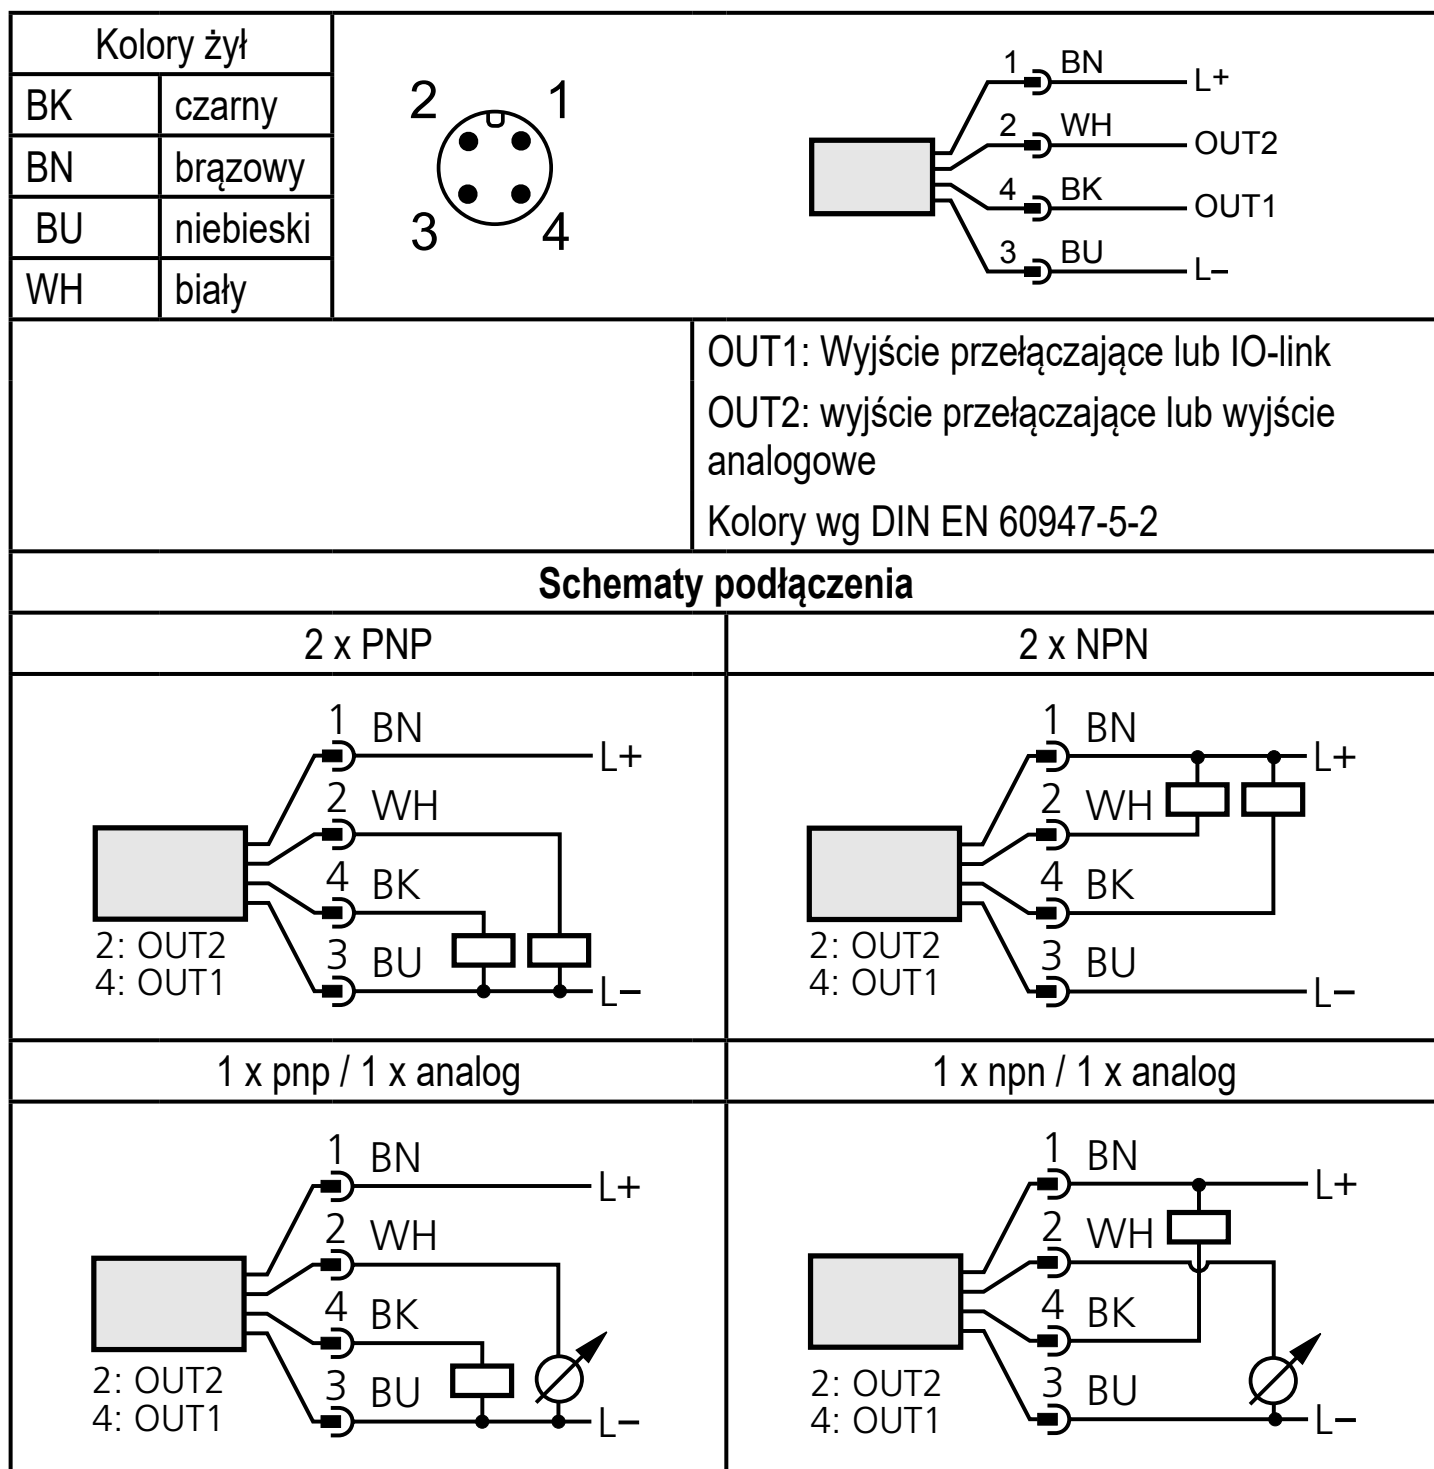 Kolory żył
BK czarny
BN brązowy
BU niebieski
WH biały
2 1
3 4
1 BN L+
2 WH OUT2
4 BK OUT1
3 BU L–
OUT1: Wyjście przełączające lub IO-link
OUT2: wyjście przełączające lub wyjście
analogowe
Kolory wg DIN EN 60947-5-2
Schematy podłączenia
2 x PNP
2 x NPN
1 BN L+
2 WH
4 BK
3 BU L–
2: OUT2
4: OUT1
1 BN L+
2 WH
4 BK
3 BU L–
2: OUT2
4: OUT1
1 x pnp / 1 x analog
1 x npn / 1 x analog
1 BN L+
2 WH
4 BK
3 BU L–
2: OUT2
4: OUT1
1 BN L+
2 WH
4 BK
3 BU L–
2: OUT2
4: OUT1